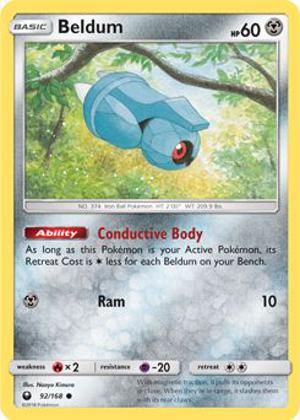 BASIC Beldum HP60
NO. 374 Iron Ball Pokémon HT 2'00" WT 209.9 lbs.
Ability Conductive Body
As long as this Pokémon is your Active Pokémon, its
Retreat Cost is less for each Beldum on your Bench.
Ram 10
weakness ×2 resistance -20 retreat
Illus. Naoyo Kimura
92/168
©2018 Pokémon
With magnetic traction, it pulls its
opponents close. When they're in range, it slashes
them with its rear claws.